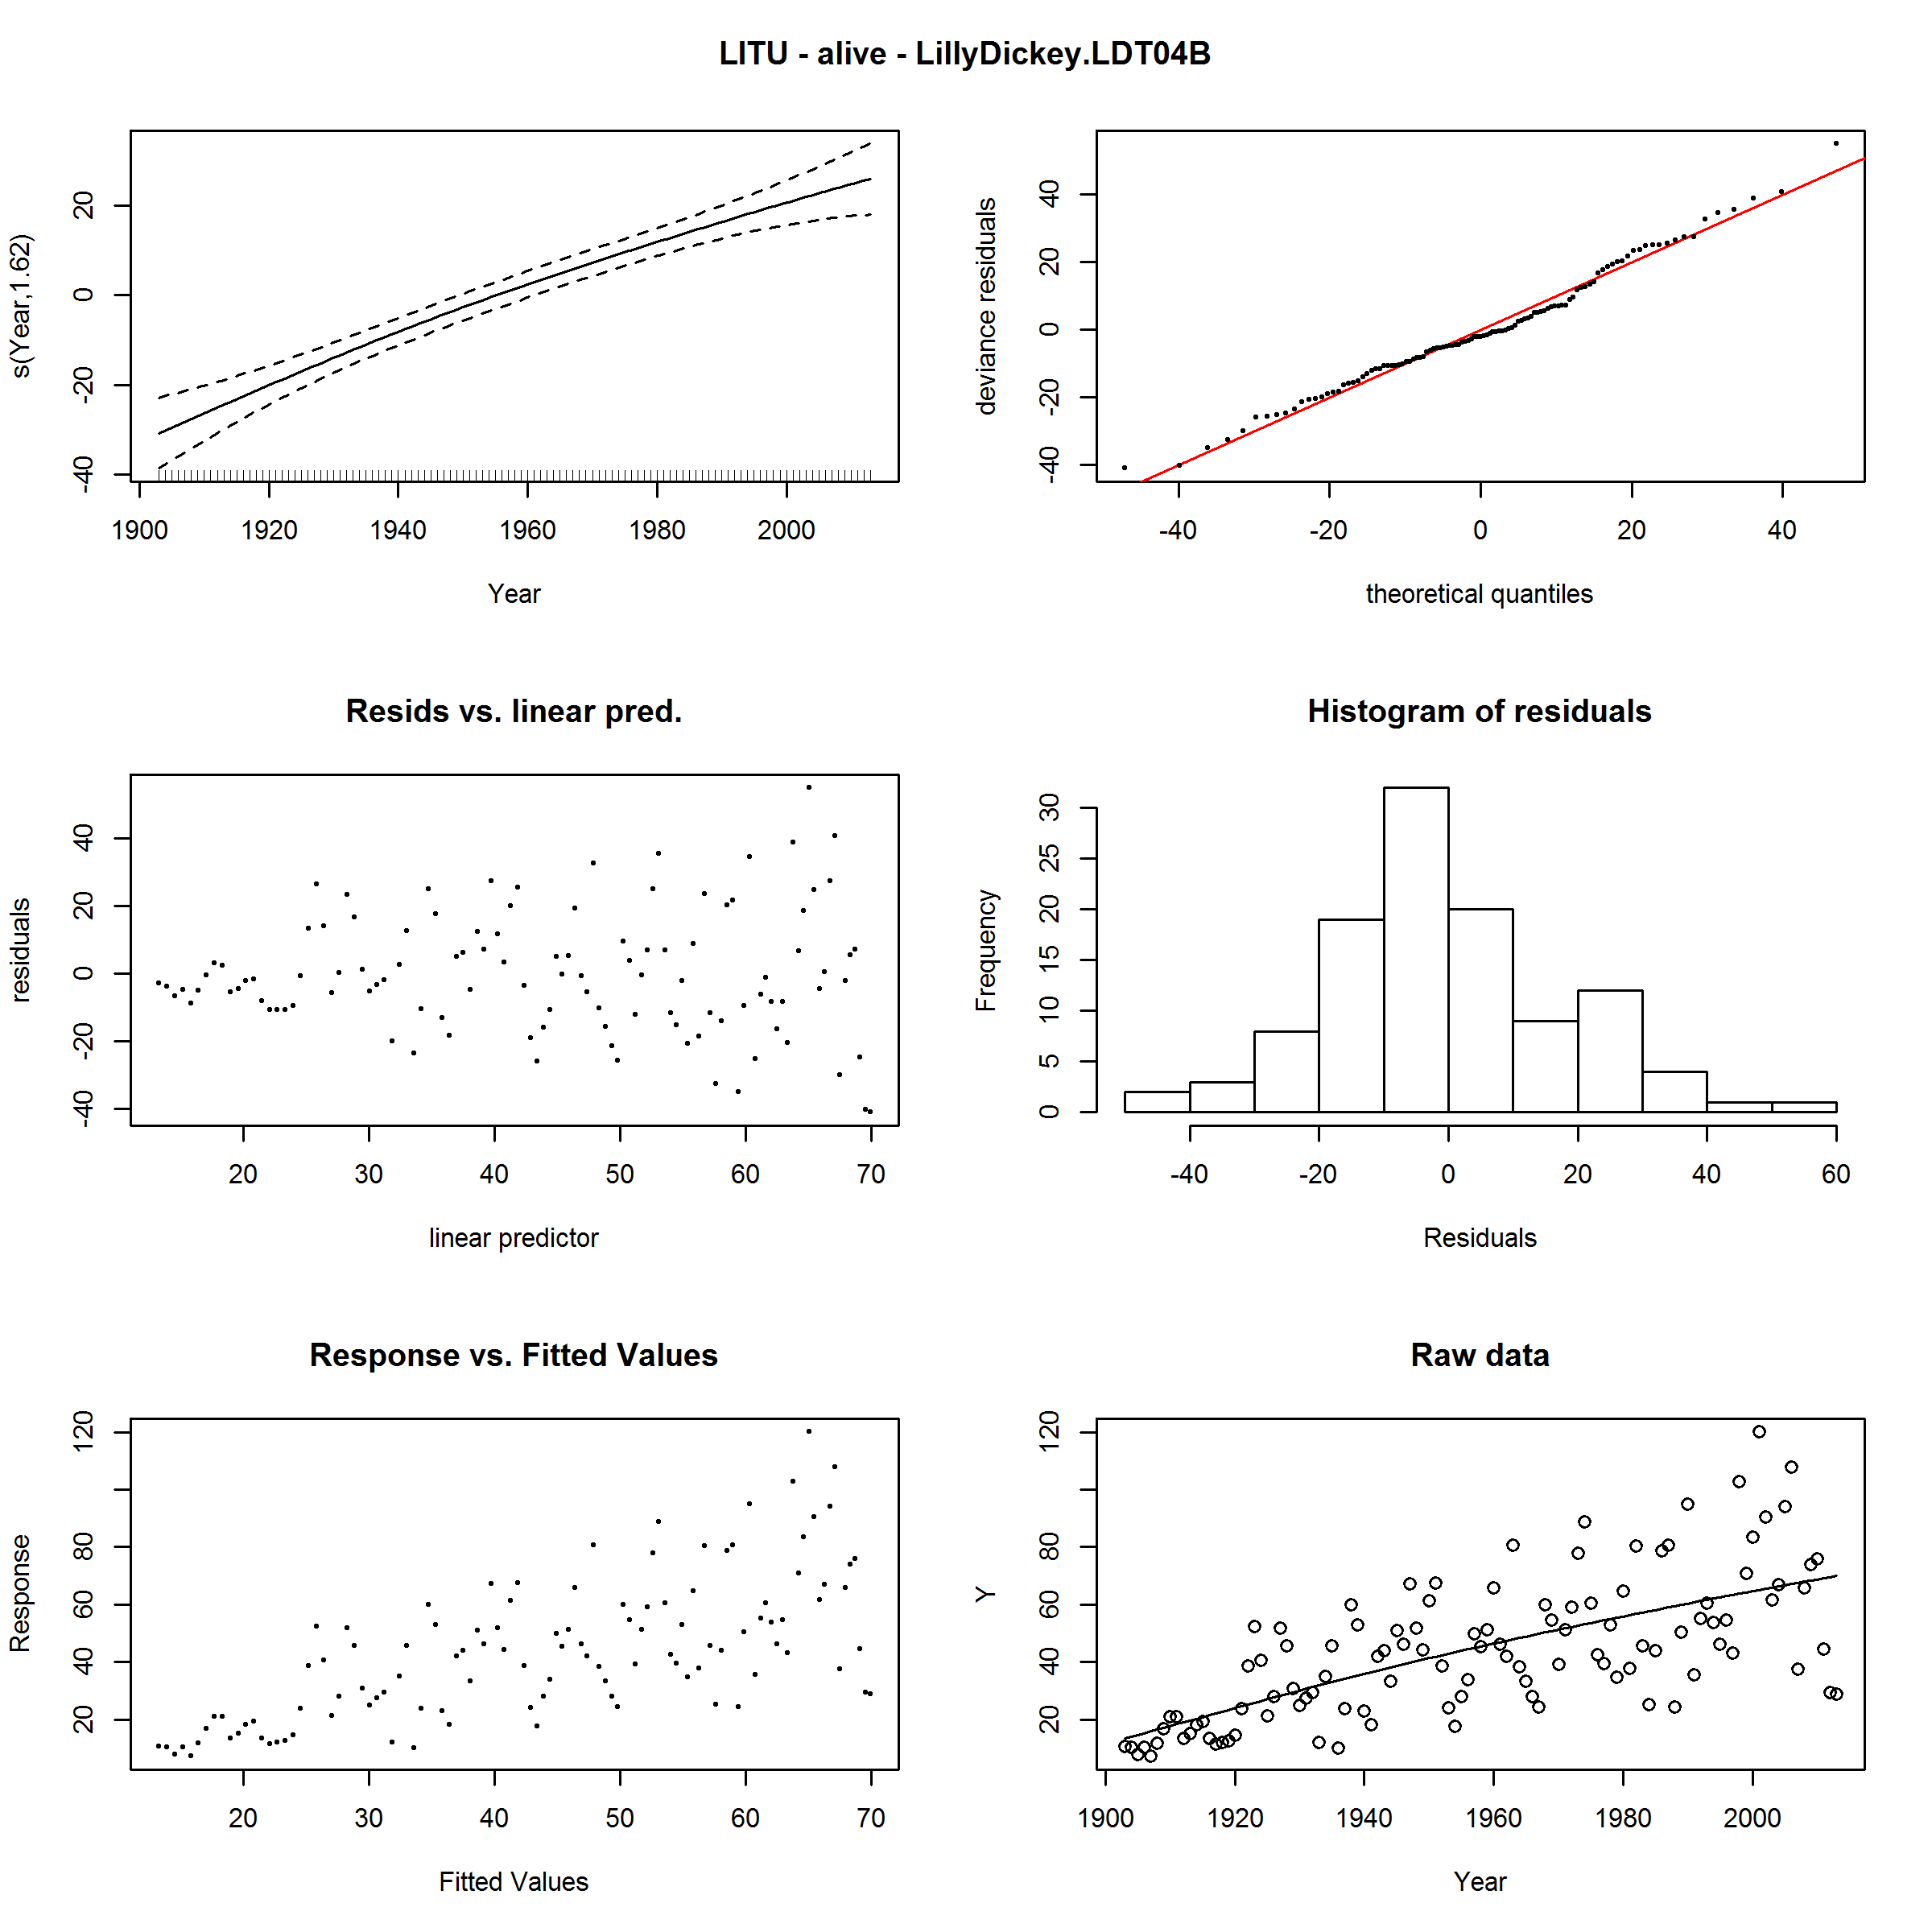 LITU - alive - LillyDickey.LDT04B
s(Year,1.62)
20
0
-20
-40
1900 1920 1940 1960 1980 2000
Year
deviance residuals
40
20
0
-20
-40
-40 -20 0 20 40
theoretical quantiles
Resids vs. linear pred.
residuals
40
20
0
-20
-40
20 30 40 50 60 70
linear predictor
Histogram of residuals
Frequency
30
25
20
15
10
5
0
-40 -20 0 20 40 60
Residuals
Response vs. Fitted Values
Response
120
80
60
40
20
20 30 40 50 60 70
Fitted Values
Raw data
Y
120
80
60
40
20
1900 1920 1940 1960 1980 2000
Year